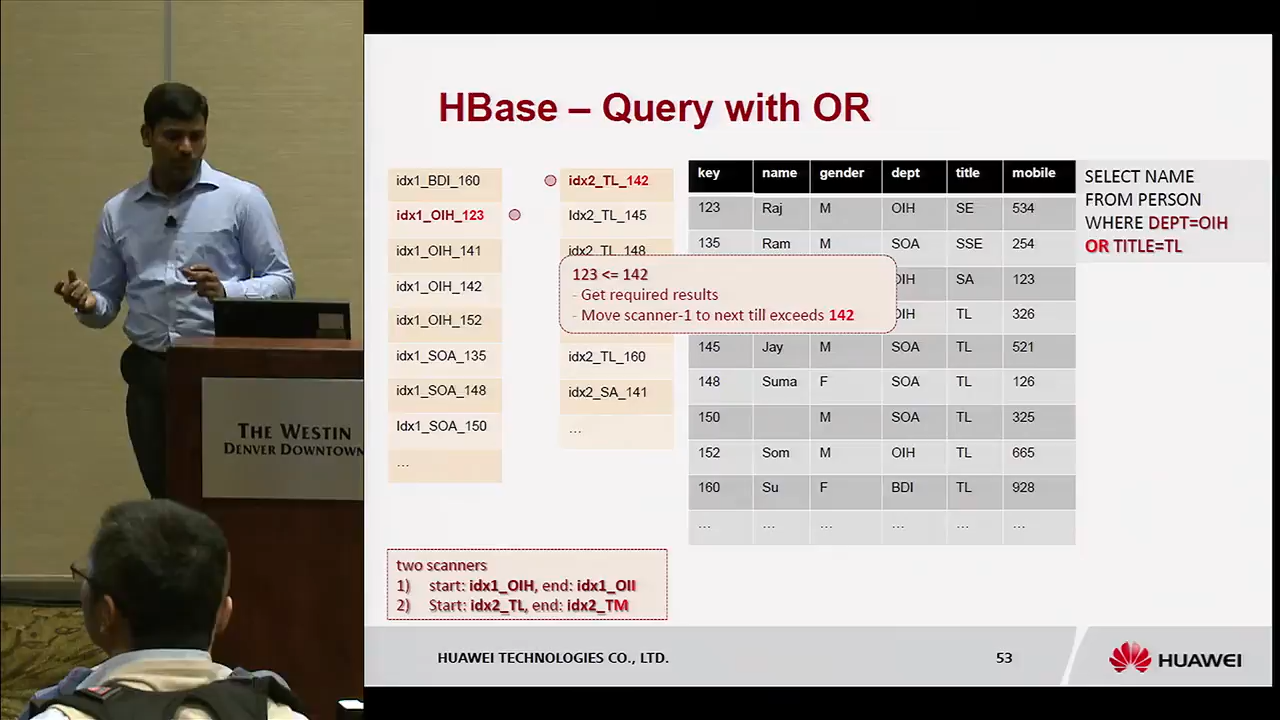 HBase – Query with OR
idx1_BDI_160
idx1_OIH_123
idx1_OIH_141
idx1_OIH_142
idx1_OIH_152
idx1_SOA_135
idx1_SOA_148
Idx1_SOA_150
...
idx2_TL_142
Idx2_TL_145
idx2_TL_148
123 <= 142
- Get required results
- Move scanner-1 to next till exceeds 142
idx2_TL_160
idx2_SA_141
...
key name gender dept title mobile
123 Raj M OIH SE 534
135 Ram M SOA SSE 254
OIH SA 123
OIH TL 326
145 Jay M SOA TL 521
148 Suma F SOA TL 126
150 M SOA TL 325
152 Som M OIH TL 665
160 Su F BDI TL 928
... ... ... ... ... ...
SELECT NAME
FROM PERSON
WHERE DEPT=OIH
OR TITLE=TL
two scanners
1) start: idx1_OIH, end: idx1_OII
2) Start: idx2_TL, end: idx2_TM
HUAWEI TECHNOLOGIES CO., LTD.
53
HUAWEI
THE WESTIN
DENVER DOWNTOWN